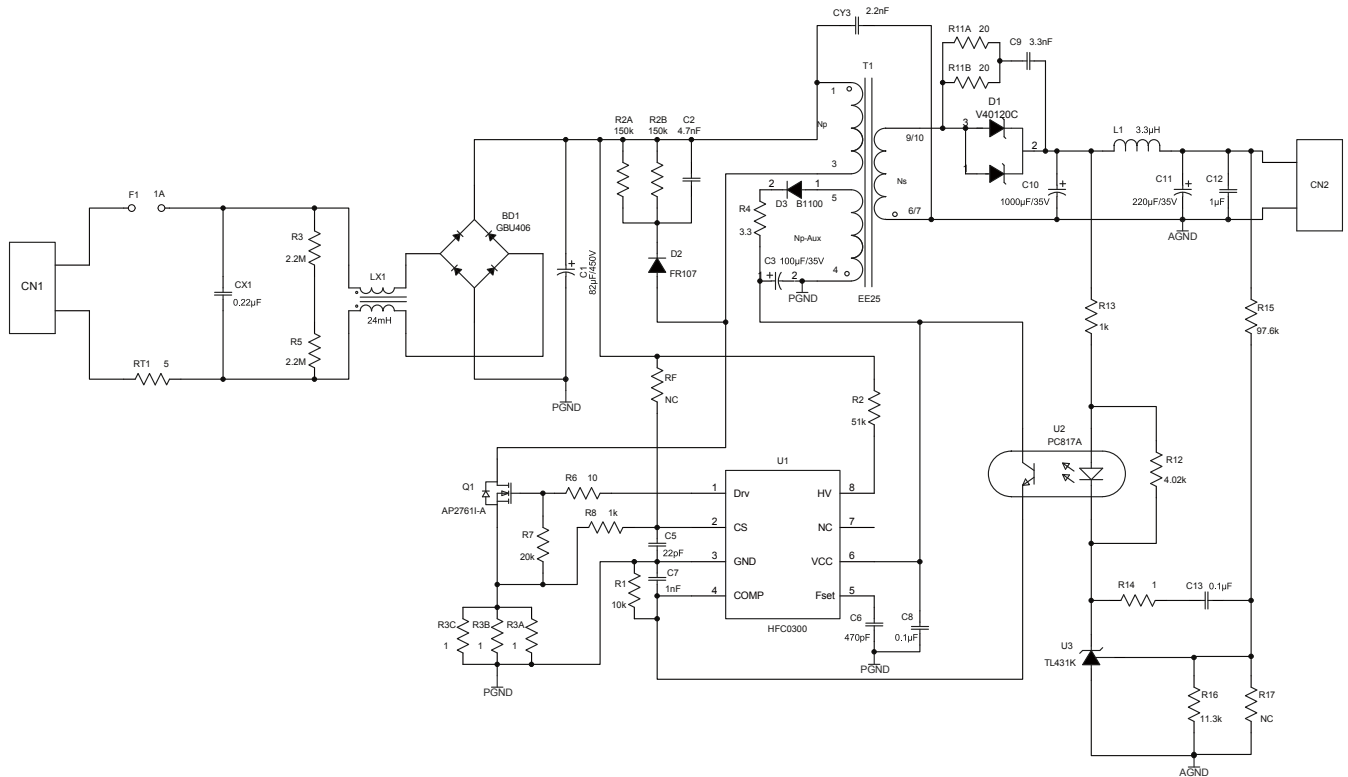 CY3 2.2nF
R11A 20
C9 3.3nF
R11B 20
T1
D1
V40120C
1
Np
3
9/10
3
2
1
L1 3.3µH
R2A
150k
R2B
150k
C2
4.7nF
Ns
6/7
C10
1000µF/35V
C11
220µF/35V
C12
1µF
CN2
AGND
F1 1A
BD1
GBU406
2 1
D3 B1100
5
R4
3.3
Np-Aux
4
C3 100µF/35V
1 2
PGND
EE25
R3
2.2M
LX1
24mH
C1
82µF/450V
D2
FR107
CN1
CX1
0.22µF
R5
2.2M
RT1 5
PGND
R13
1k
R15
97.6k
RF
NC
R2
51k
U2
PC817A
R12
4.02k
U1
Q1
AP2761I-A
R6 10
1 Drv
HV 8
R8 1k
2 CS
NC 7
R7
20k
C5
22pF
3 GND
VCC 6
R1
10k
C7
1nF
4 COMP
Fset 5
HFC0300
C6
470pF
C8
0.1µF
PGND
R3C
1
R3B
1
R3A
1
PGND
R14 1
C13 0.1µF
U3
TL431K
R16
11.3k
R17
NC
AGND